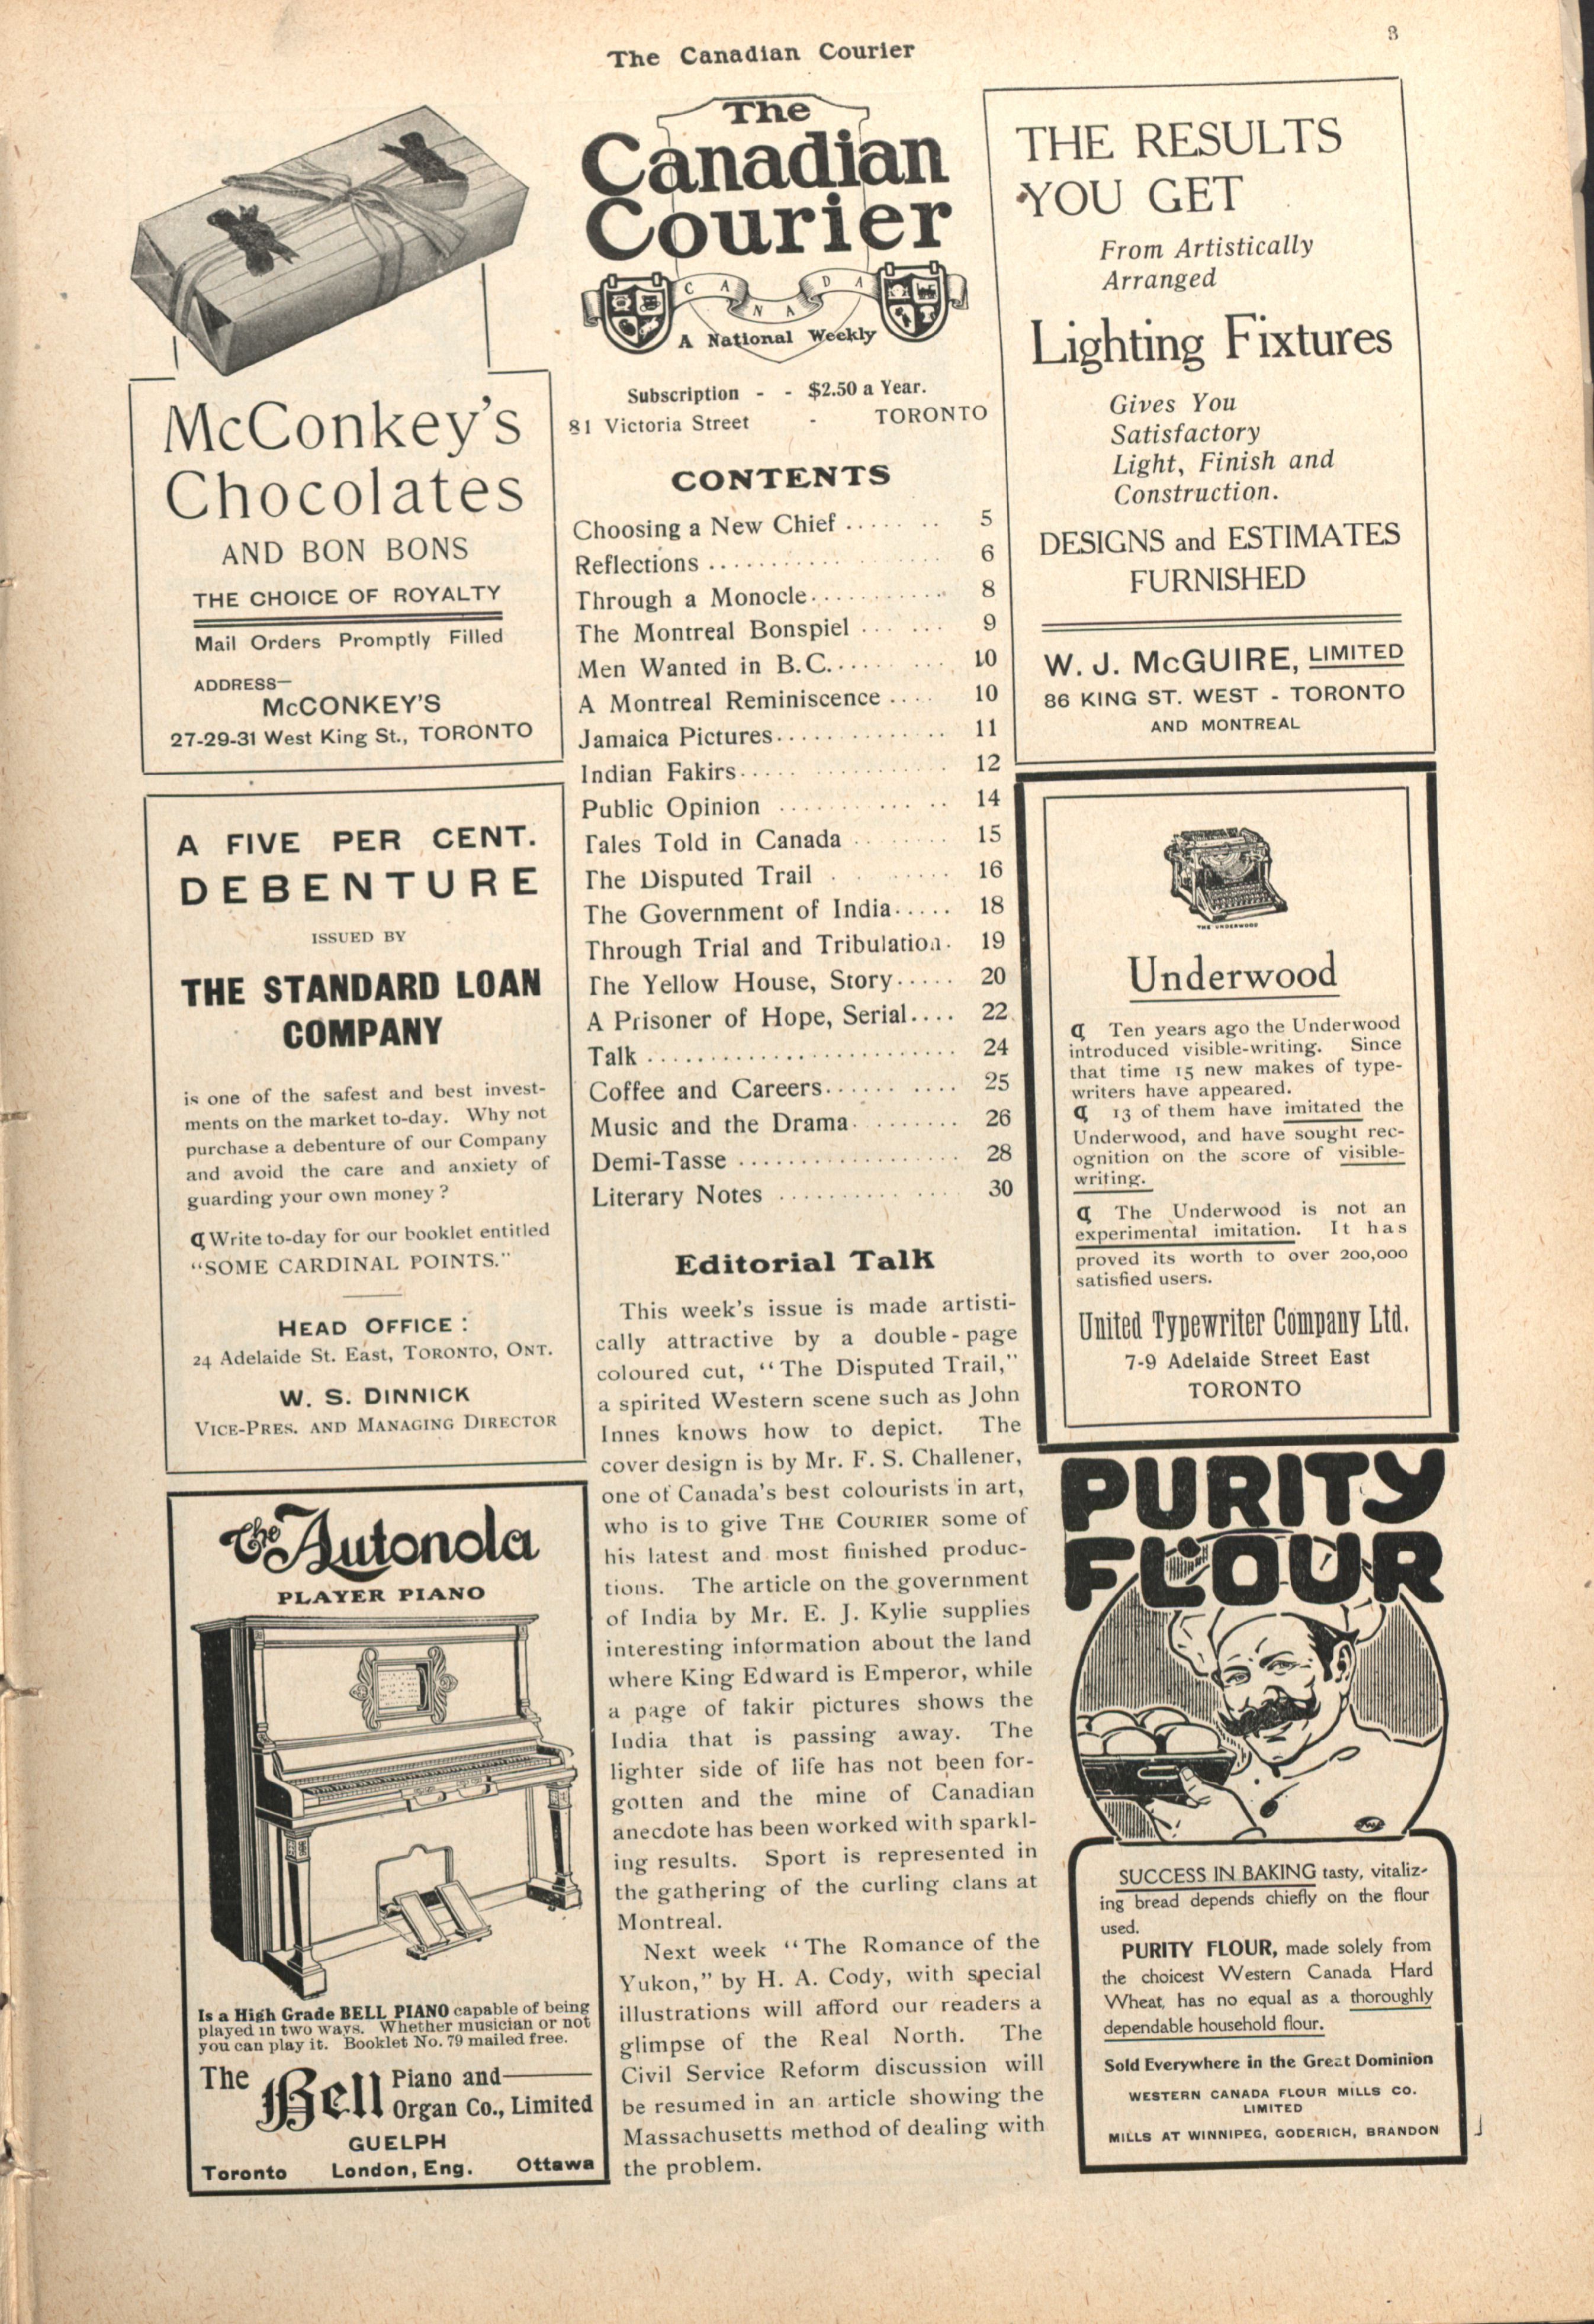 The Canadian Courier
3
McConkey's
Chocolates
AND BON BONS
THE CHOICE OF ROYALTY
Mail Orders Promptly Filled
ADDRESS—
McCONKEY'S
27-29-31 West King St., TORONTO
A FIVE PER CENT.
DEBENTURE
ISSUED BY
THE STANDARD LOAN
COMPANY
is one of the safest and best invest-
ments on the market to-day. Why not
purchase a debenture of our Company
and avoid the care and anxiety of
guarding your own money?
¶ Write to-day for our booklet entitled
"SOME CARDINAL POINTS."
HEAD OFFICE:
24 Adelaide St. East, TORONTO, ONT.
W. S. DINNICK
VICE-PRES. AND MANAGING DIRECTOR
The Autonola
PLAYER PIANO
Is a High Grade BELL PIANO capable of being
played in two ways. Whether musician or not
you can play it. Booklet No. 79 mailed free.
The Bell Piano and
Organ Co., Limited
GUELPH
Toronto London, Eng. Ottawa
The
Canadian
Courier
CANADA
A National Weekly
Subscription - - $2.50 a Year.
81 Victoria Street - TORONTO
CONTENTS
Choosing a New Chief ....... 5
Reflections .......... 6
Through a Monocle........... 8
The Montreal Bonspiel ....... 9
Men Wanted in B.C.......... 10
A Montreal Reminiscence .... 10
Jamaica Pictures............. 11
Indian Fakirs............. 12
Public Opinion ............ 14
Tales Told in Canada ........ 15
The Disputed Trail ........ 16
The Government of India..... 18
Through Trial and Tribulation. 19
The Yellow House, Story..... 20
A Prisoner of Hope, Serial.... 22
Talk ......................... 24
Coffee and Careers.......... 25
Music and the Drama......... 26
Demi-Tasse .................. 28
Literary Notes ............. 30
Editorial Talk
This week's issue is made artisti-
cally attractive by a double-page
coloured cut, "The Disputed Trail,"
a spirited Western scene such as John
Innes knows how to depict. The
cover design is by Mr. F. S. Challener,
one of Canada's best colourists in art,
who is to give THE COURIER some of
his latest and most finished produc-
tions. The article on the government
of India by Mr. E. J. Kylie supplies
interesting information about the land
where King Edward is Emperor, while
a page of fakir pictures shows the
India that is passing away. The
lighter side of life has not been for-
gotten and the mine of Canadian
anecdote has been worked with sparkl-
ing results. Sport is represented in
the gathering of the curling clans at
Montreal.
Next week "The Romance of the
Yukon," by H. A. Cody, with special
illustrations will afford our readers a
glimpse of the Real North. The
Civil Service Reform discussion will
be resumed in an article showing the
Massachusetts method of dealing with
the problem.
THE RESULTS
YOU GET
From Artistically
Arranged
Lighting Fixtures
Gives You
Satisfactory
Light, Finish and
Construction.
DESIGNS and ESTIMATES
FURNISHED
W. J. McGUIRE, LIMITED
86 KING ST. WEST - TORONTO
AND MONTREAL
THE UNDERWOOD
Underwood
¶ Ten years ago the Underwood
introduced visible-writing. Since
that time 15 new makes of type-
writers have appeared.
¶ 13 of them have imitated the
Underwood, and have sought rec-
ognition on the score of visible-
writing.
¶ The Underwood is not an
experimental imitation. It has
proved its worth to over 200,000
satisfied users.
United Typewriter Company Ltd.
7-9 Adelaide Street East
TORONTO
PURITY
FLOUR
SUCCESS IN BAKING tasty, vitaliz-
ing bread depends chiefly on the flour
used.
PURITY FLOUR, made solely from
the choicest Western Canada Hard
Wheat, has no equal as a thoroughly
dependable household flour.
Sold Everywhere in the Great Dominion
WESTERN CANADA FLOUR MILLS CO.
LIMITED
MILLS AT WINNIPEG, GODERICH, BRANDON